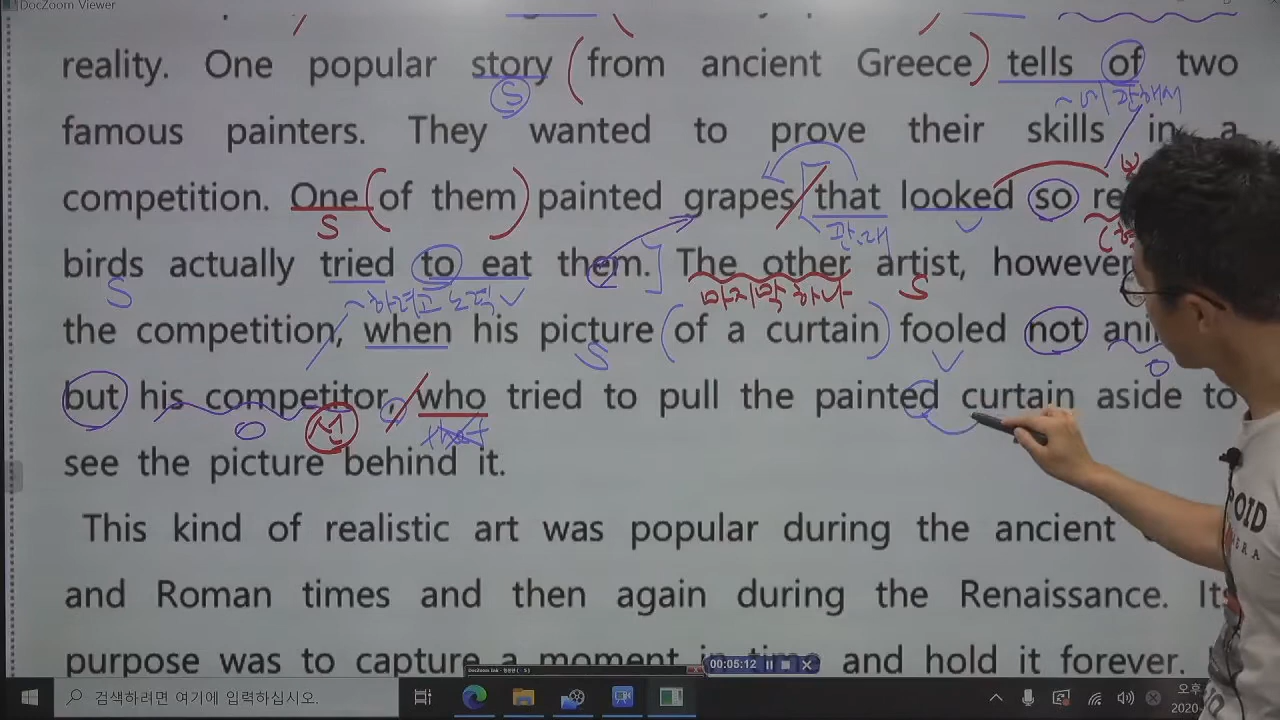 DocZoom Viewer
reality. One popular story (from ancient Greece) tells of two
S
~에 관해서
famous painters. They wanted to prove their skills in a
competition. One (of them) painted grapes that looked so re
S
관.대
birds actually tried to eat them. The other artist, however
S
~하려고 노력
마지막 하나
S
the competition, when his picture (of a curtain) fooled not ani
S
O
but his competitor, who tried to pull the painted curtain aside to
O
선
that
see the picture behind it.
This kind of realistic art was popular during the ancient
and Roman times and then again during the Renaissance. Its
purpose was to capture a moment in time and hold it forever.
00:05:12
검색하려면 여기에 입력하십시오.
오후
2020-